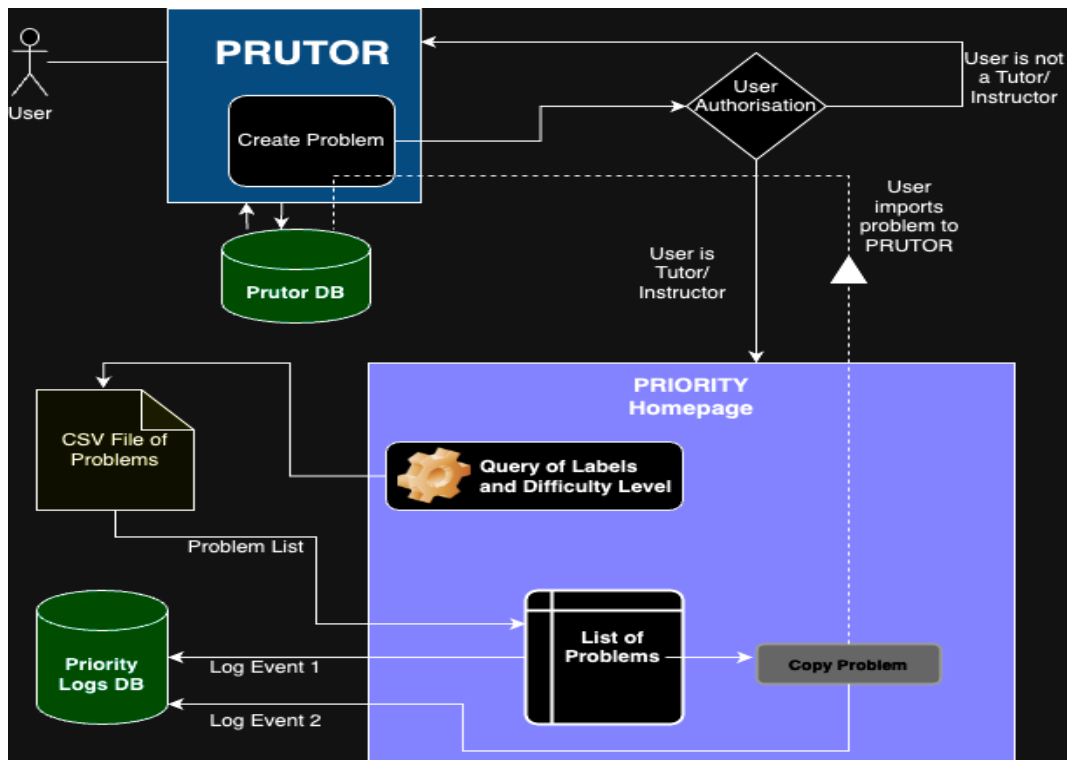 PRUTOR
User
Create Problem
User
Authorisation
User is not
a Tutor/
Instructor
User
imports
problem to
PRUTOR
User is
Tutor/
Instructor
Prutor DB
PRIORITY
Homepage
CSV File of
Problems
Query of Labels
and Difficulty Level
Problem List
List of
Problems
Copy Problem
Priority
Logs DB
Log Event 1
Log Event 2